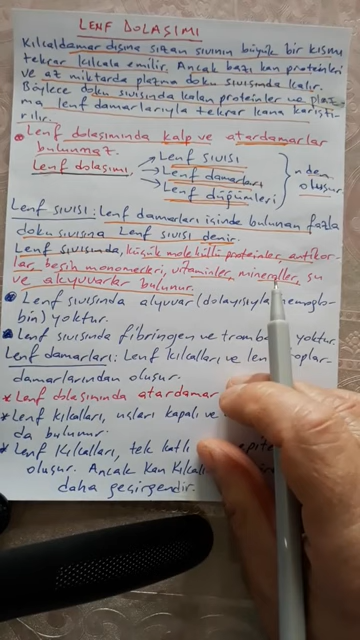 LENF DOLAŞIMI
Kılcaldamar dışına sızan sıvının büyük bir kısmı
tekrar kılcala emilir. Ancak bazı kan proteinleri
ve az miktarda plazma doku sıvısında kalır.
Böylece doku sıvısında kalan proteinler ve plaz
ma lenf damarlarıyla tekrar kana karıştı-
rılır.
• Lenf dolaşımında kalp ve atardamarlar
bulunmaz.
Lenf dolaşımı, → Lenf sıvısı
→ Lenf damarları
→ Lenf düğümleri
nden
oluşur.
Lenf sıvısı: Lenf damarları içinde bulunan fazla
doku sıvısına Lenf sıvısı denir.
Lenf sıvısında, küçük moleküllü proteinler, antikor-
lar, besin monomerleri, vitaminler, mineraller, su
ve akyuvarlar bulunur.
• Lenf sıvısında alyuvar (dolayısıyla hemoglo-
bin) yoktur.
• Lenf sıvısında fibrinojen ve yoktur.
Lenf damarları: Lenf kılcalları ve
damarlarından oluşur.
* Lenf dolaşımında atardamar
* Lenf kılcalları, uçları kapalı ve
da bulunur.
* Lenf kılcalları, tek katlı
oluşur. Ancak kan
daha geçirgendir.